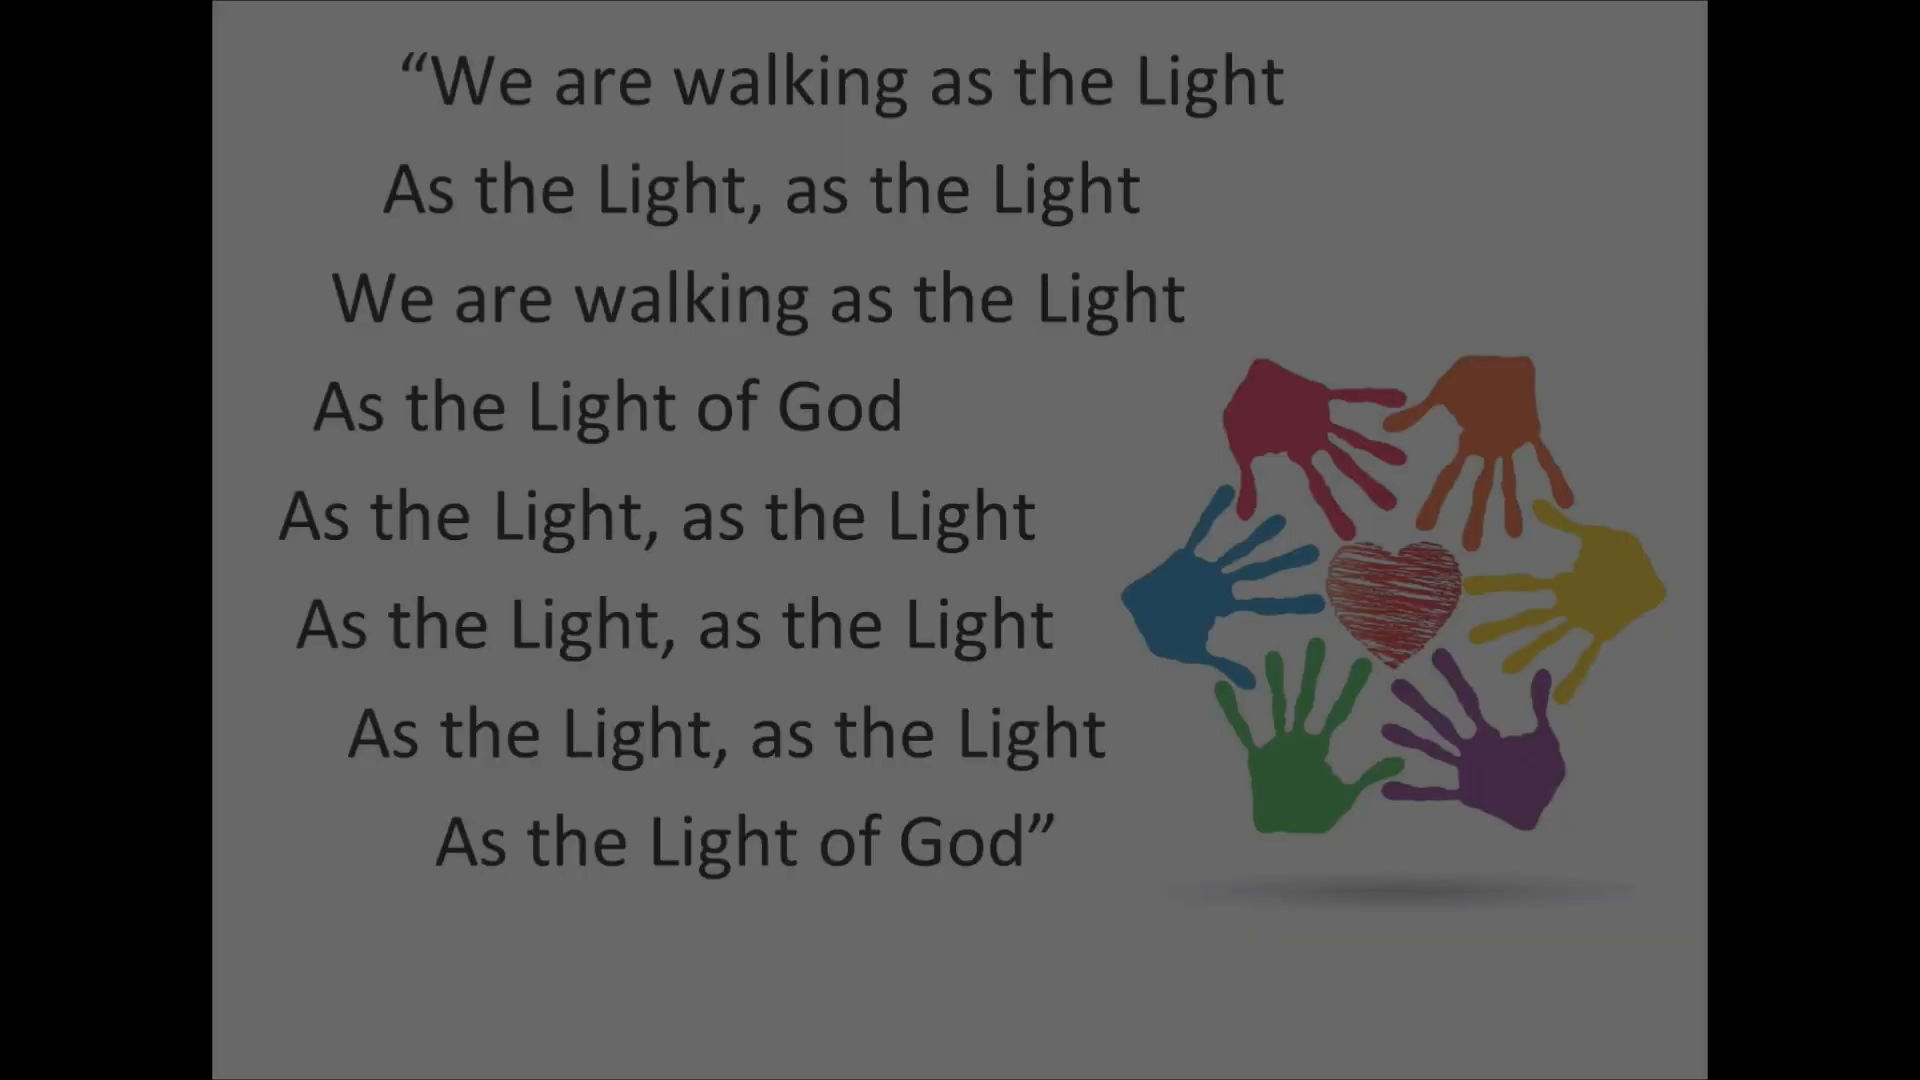 “We are walking as the Light
As the Light, as the Light
We are walking as the Light
As the Light of God
As the Light, as the Light
As the Light, as the Light
As the Light, as the Light
As the Light of God”